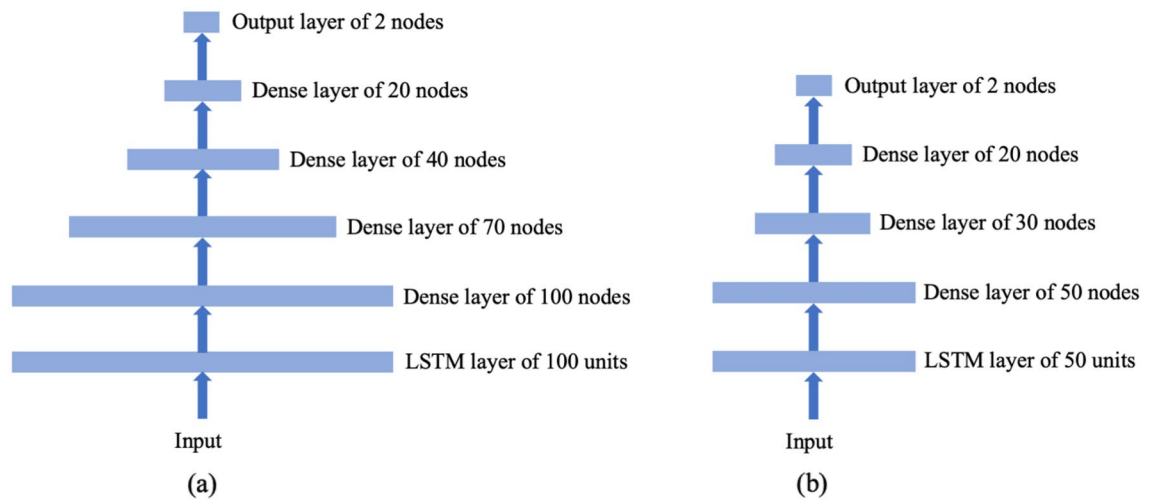 Output layer of 2 nodes
Dense layer of 20 nodes
Dense layer of 40 nodes
Dense layer of 70 nodes
Dense layer of 100 nodes
LSTM layer of 100 units
Input
(a)
Output layer of 2 nodes
Dense layer of 20 nodes
Dense layer of 30 nodes
Dense layer of 50 nodes
LSTM layer of 50 units
Input
(b)